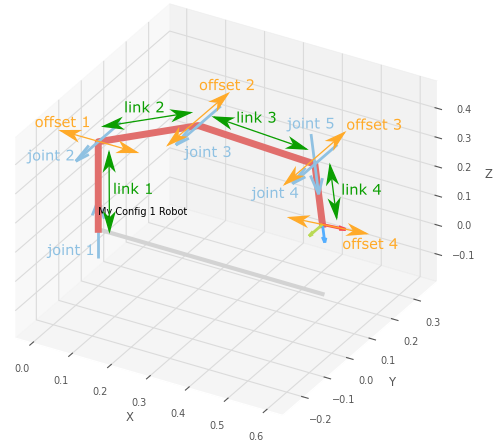 offset 2
link 2
offset 1
link 3
joint 5
offset 3
joint 2
joint 3
link 1
joint 4
link 4
My Config 1 Robot
joint 1
offset 4
0.4
0.3
0.2
0.1
0.0
−0.1
Z
0.0
0.1
0.2
0.3
0.4
0.5
0.6
X
−0.2
−0.1
0.0
0.1
0.2
0.3
Y